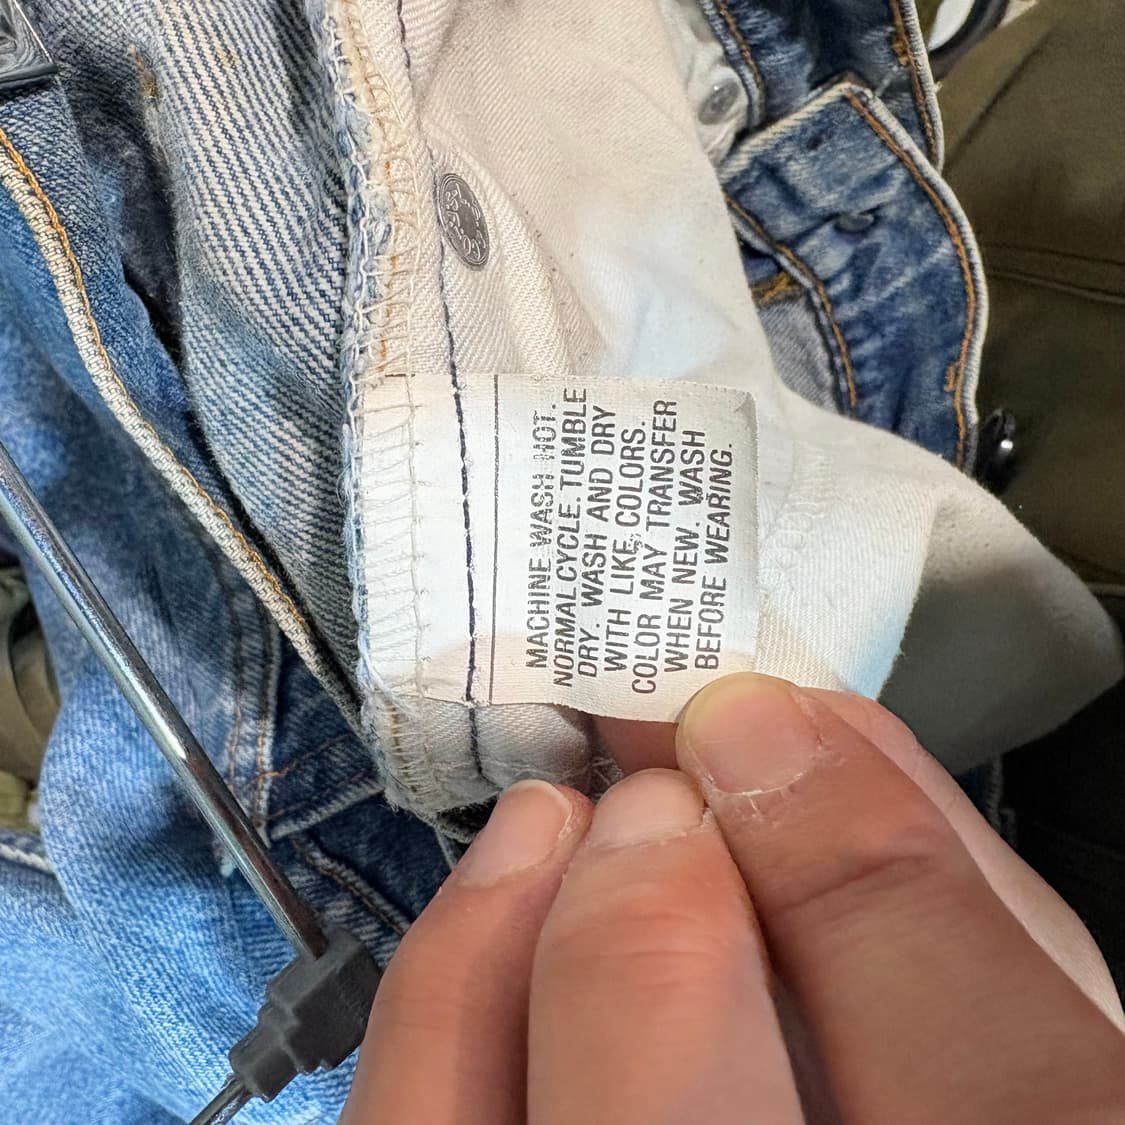 MACHINE WASH HOT.
NORMAL CYCLE. TUMBLE
DRY. WASH AND DRY
WITH LIKE COLORS.
COLOR MAY TRANSFER
WHEN NEW. WASH
BEFORE WEARING.